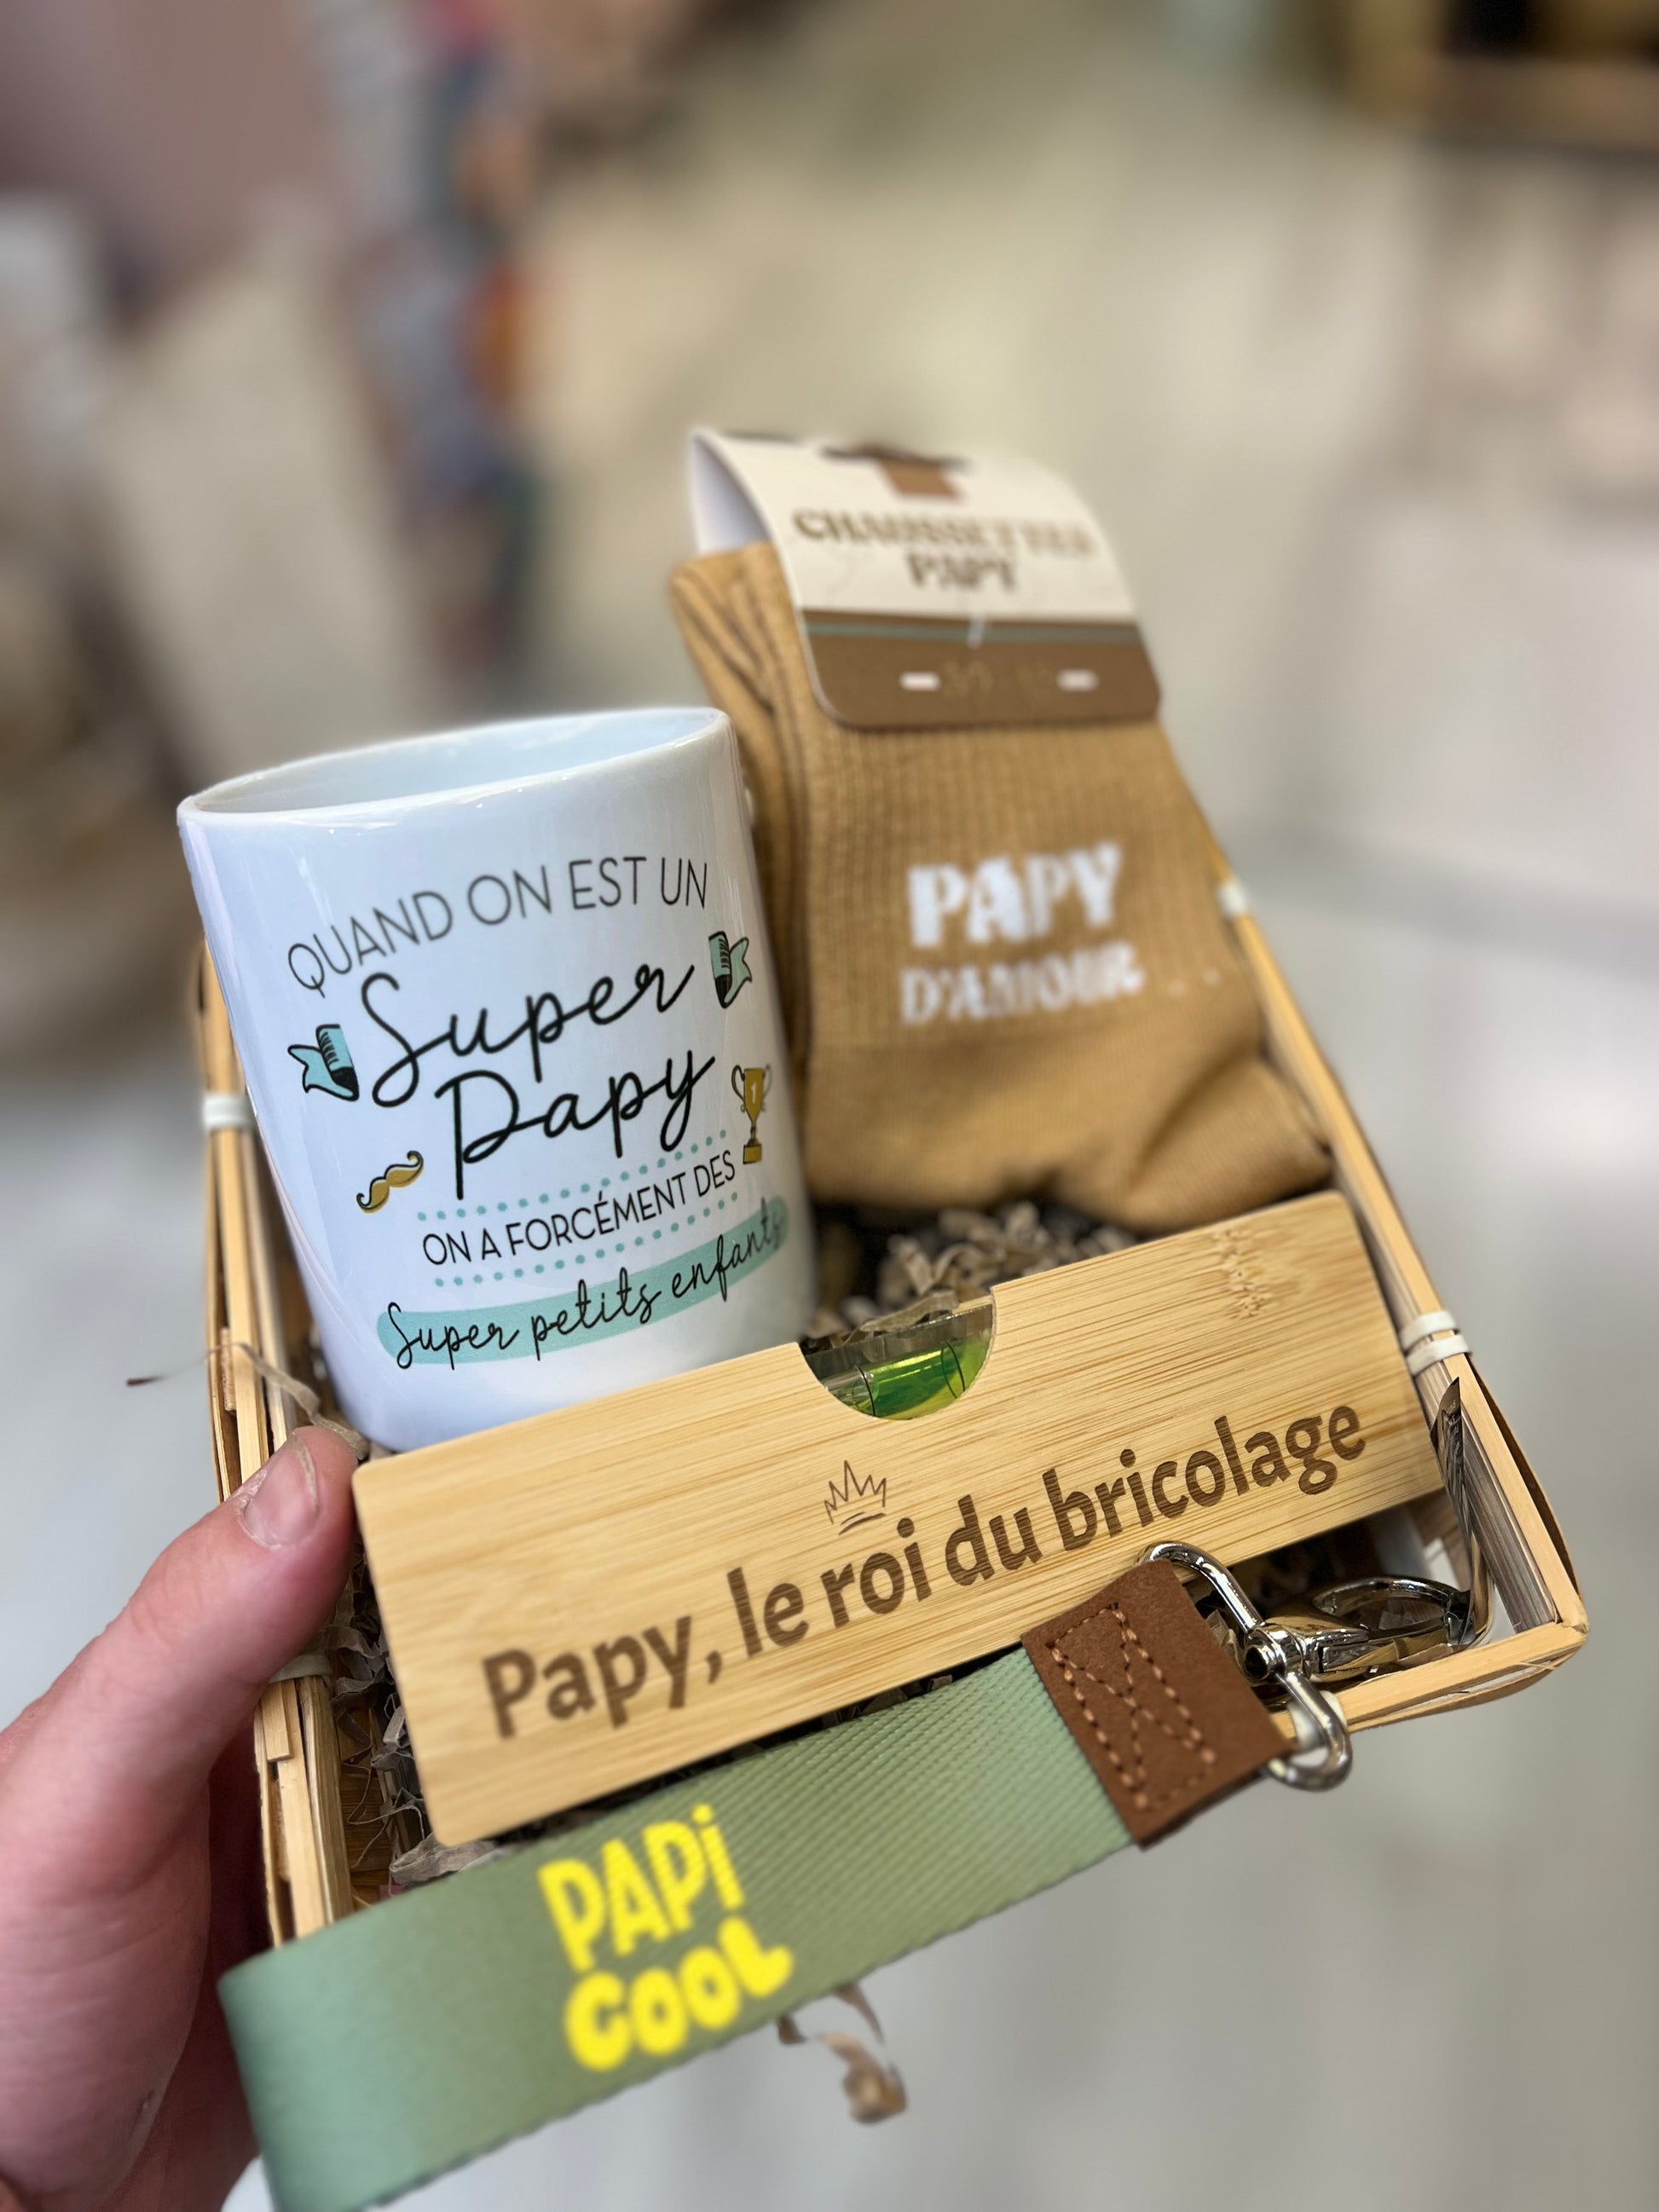 CHAUSSETTES
PAPY
PAPY
D'AMOUR
QUAND ON EST UN
Super
Papy
1
ON A FORCÉMENT DES
Super petits enfants
Papy, le roi du bricolage
PAPi
COOL